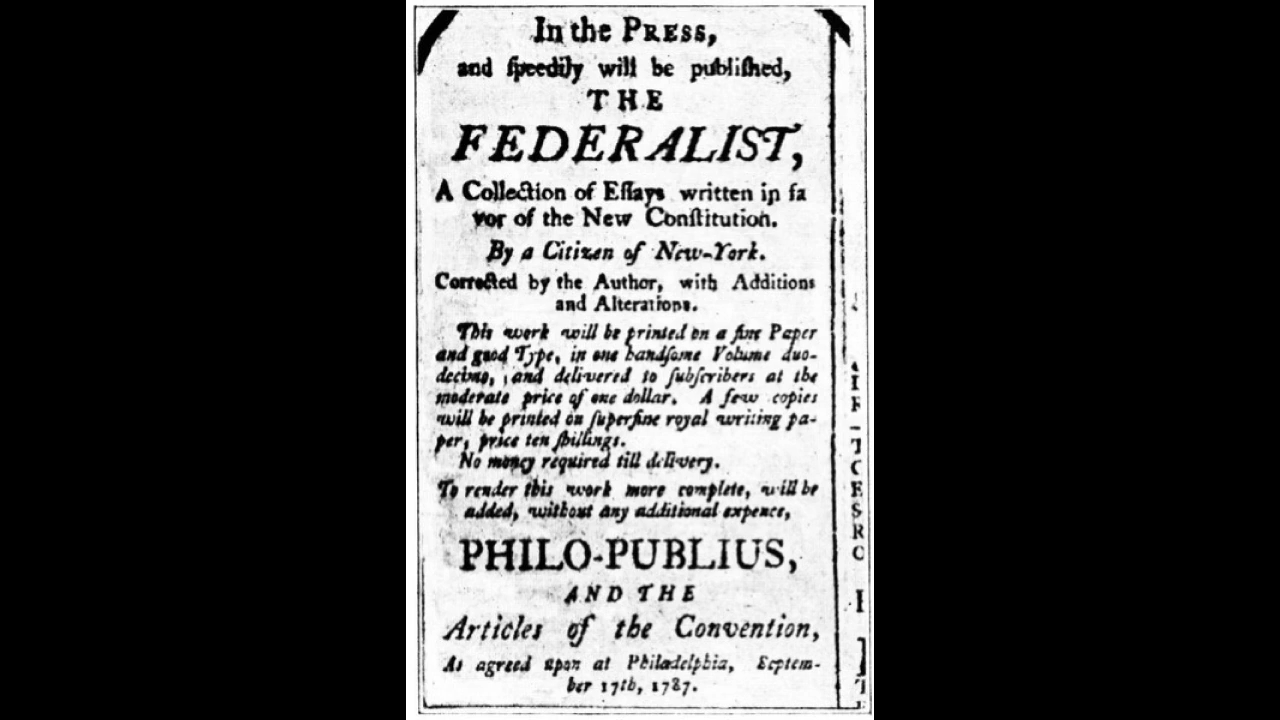 In the PRESS,
and ſpeedily will be publiſhed,
THE
FEDERALIST,
A Collection of Eſſays written in fa
vor of the New Conſtitution.
By a Citizen of New-York.
Corrected by the Author, with Additions
and Alterations.
This work will be printed on a fine Paper
and good Type, in one handſome Volume duo-
decimo, and delivered to ſubſcribers at the
moderate price of one dollar. A few copies
will be printed on ſuperfine royal writing pa-
per, price ten ſhillings.
No money required till delivery.
To render this work more complete, will be
added, without any additional expence,
PHILO-PUBLIUS,
AND THE
Articles of the Convention,
As agreed upon at Philadelphia, Septem-
ber 17th, 1787.